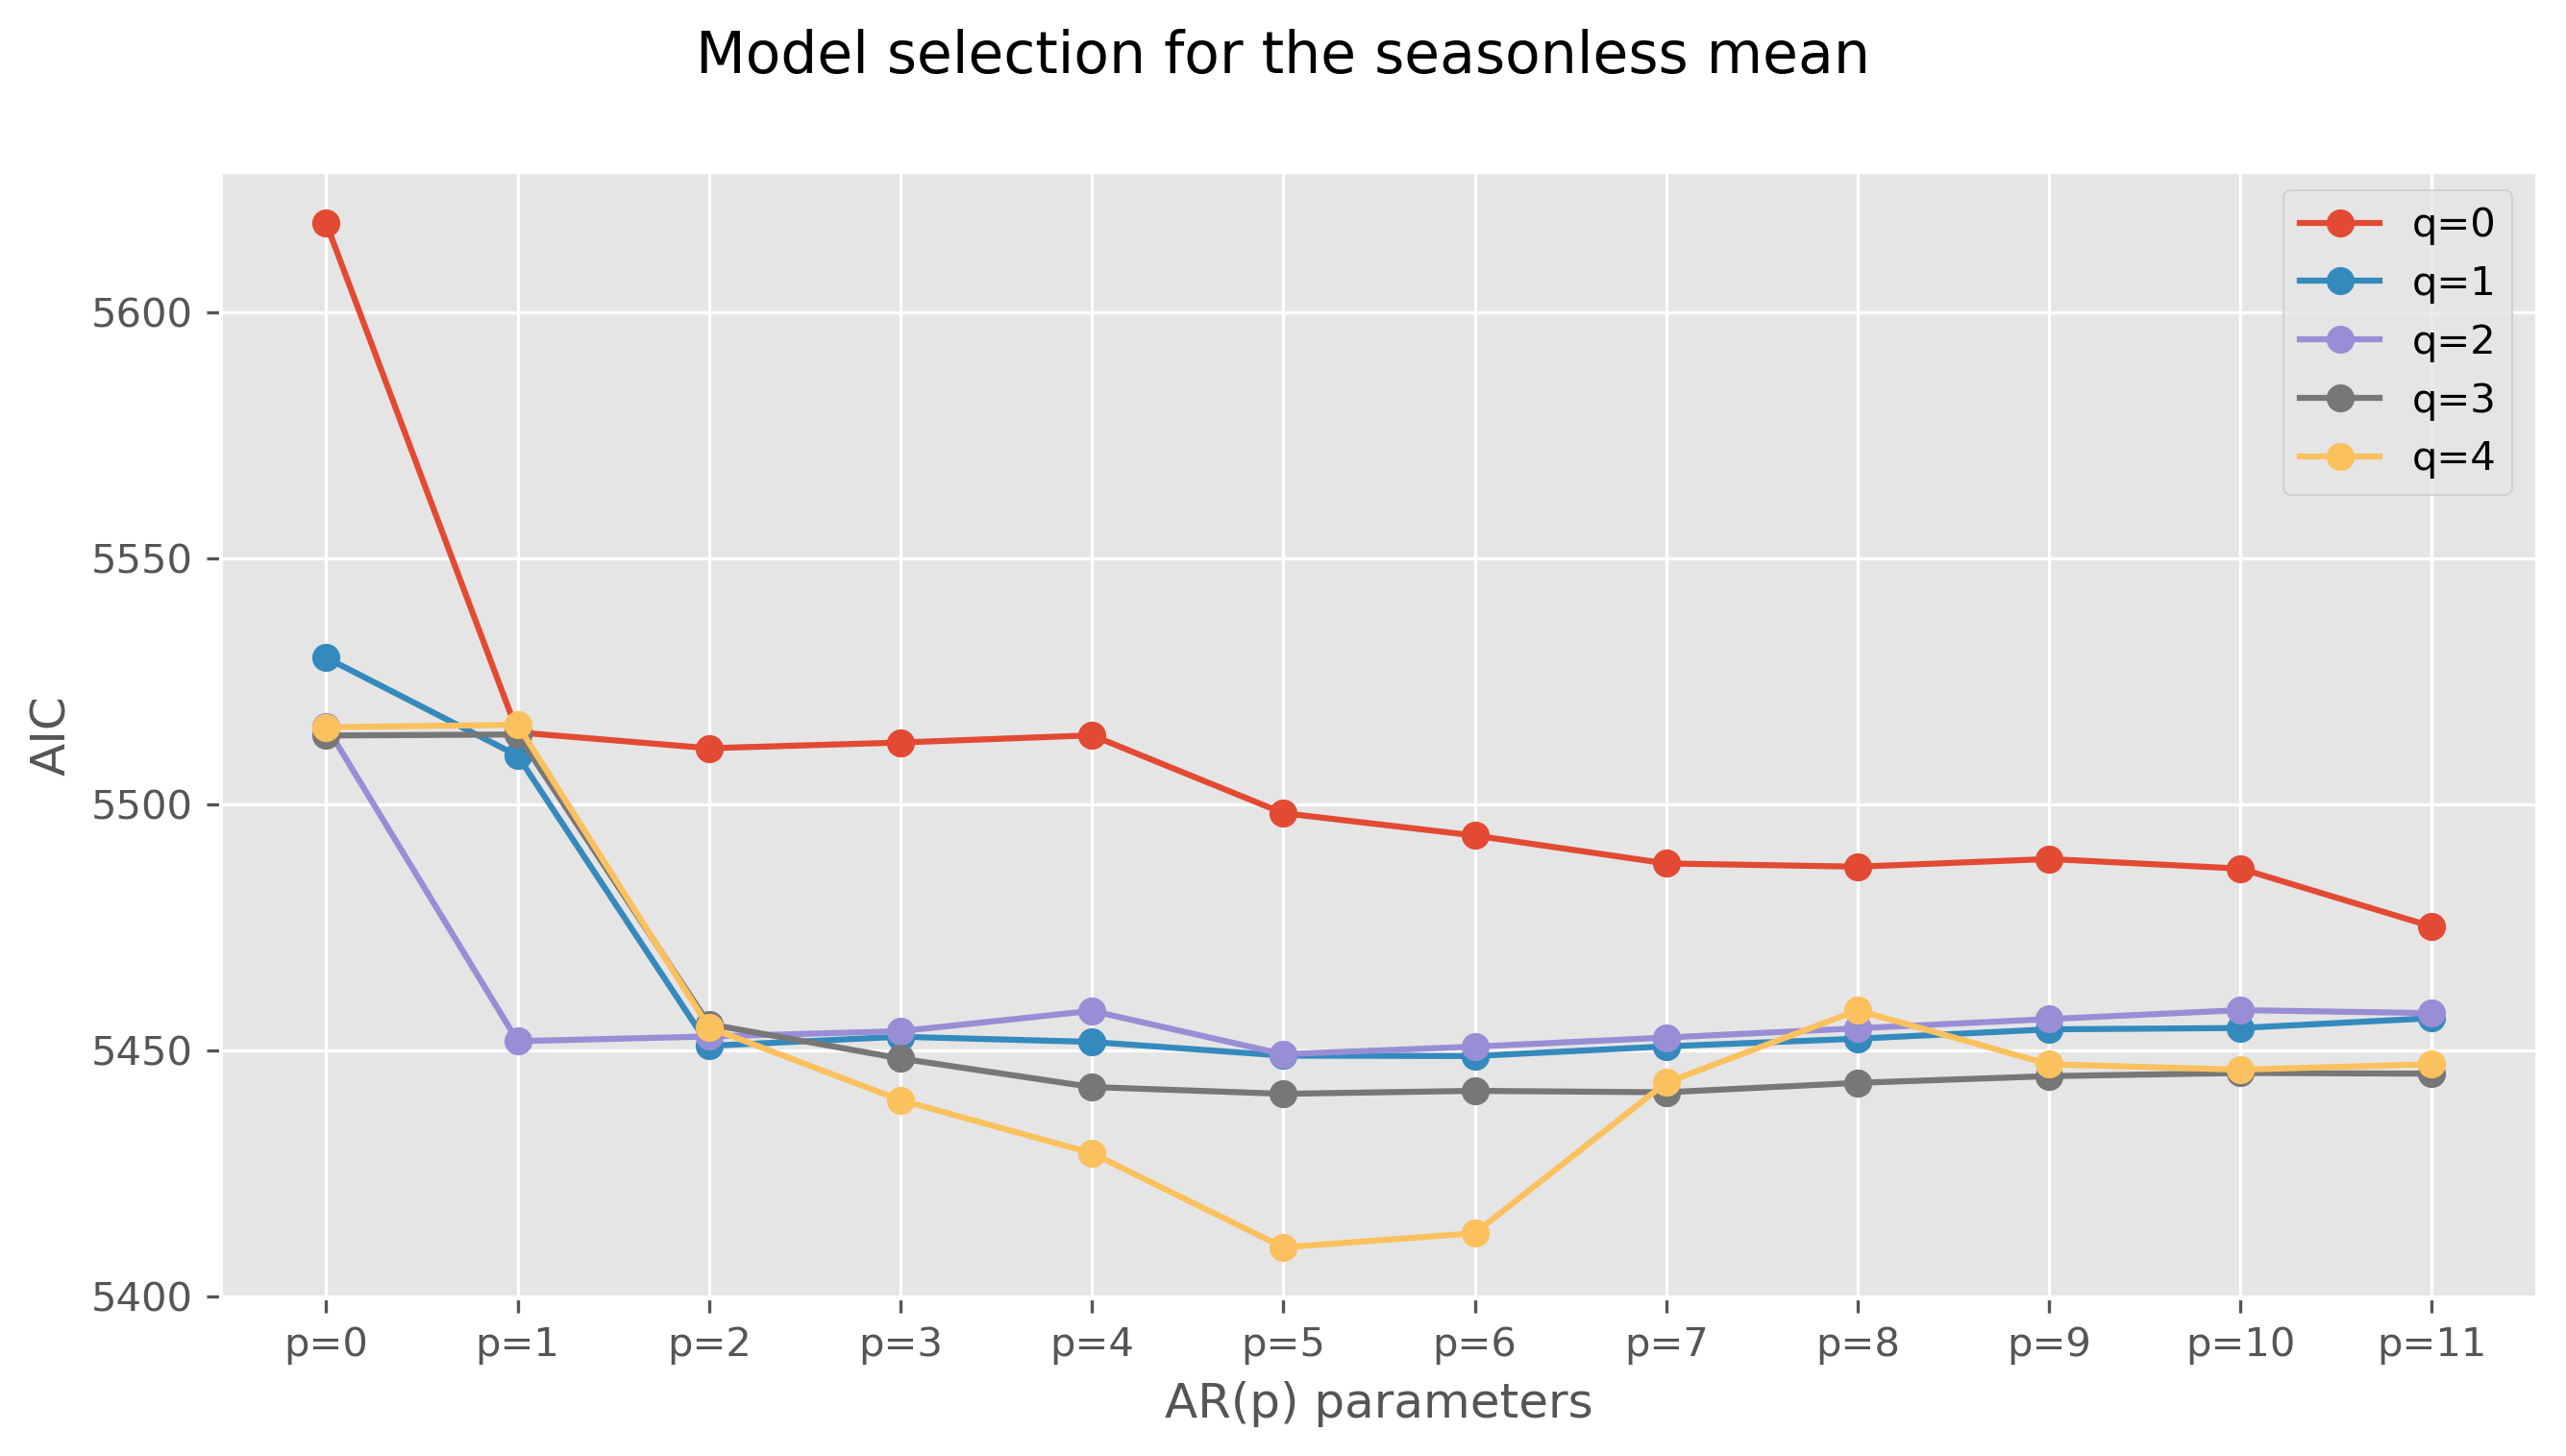 Model selection for the seasonless mean
q=0
q=1
q=2
q=3
q=4
5600
5550
5500
5450
5400
AIC
p=0 p=1 p=2 p=3 p=4 p=5 p=6 p=7 p=8 p=9 p=10 p=11
AR(p) parameters